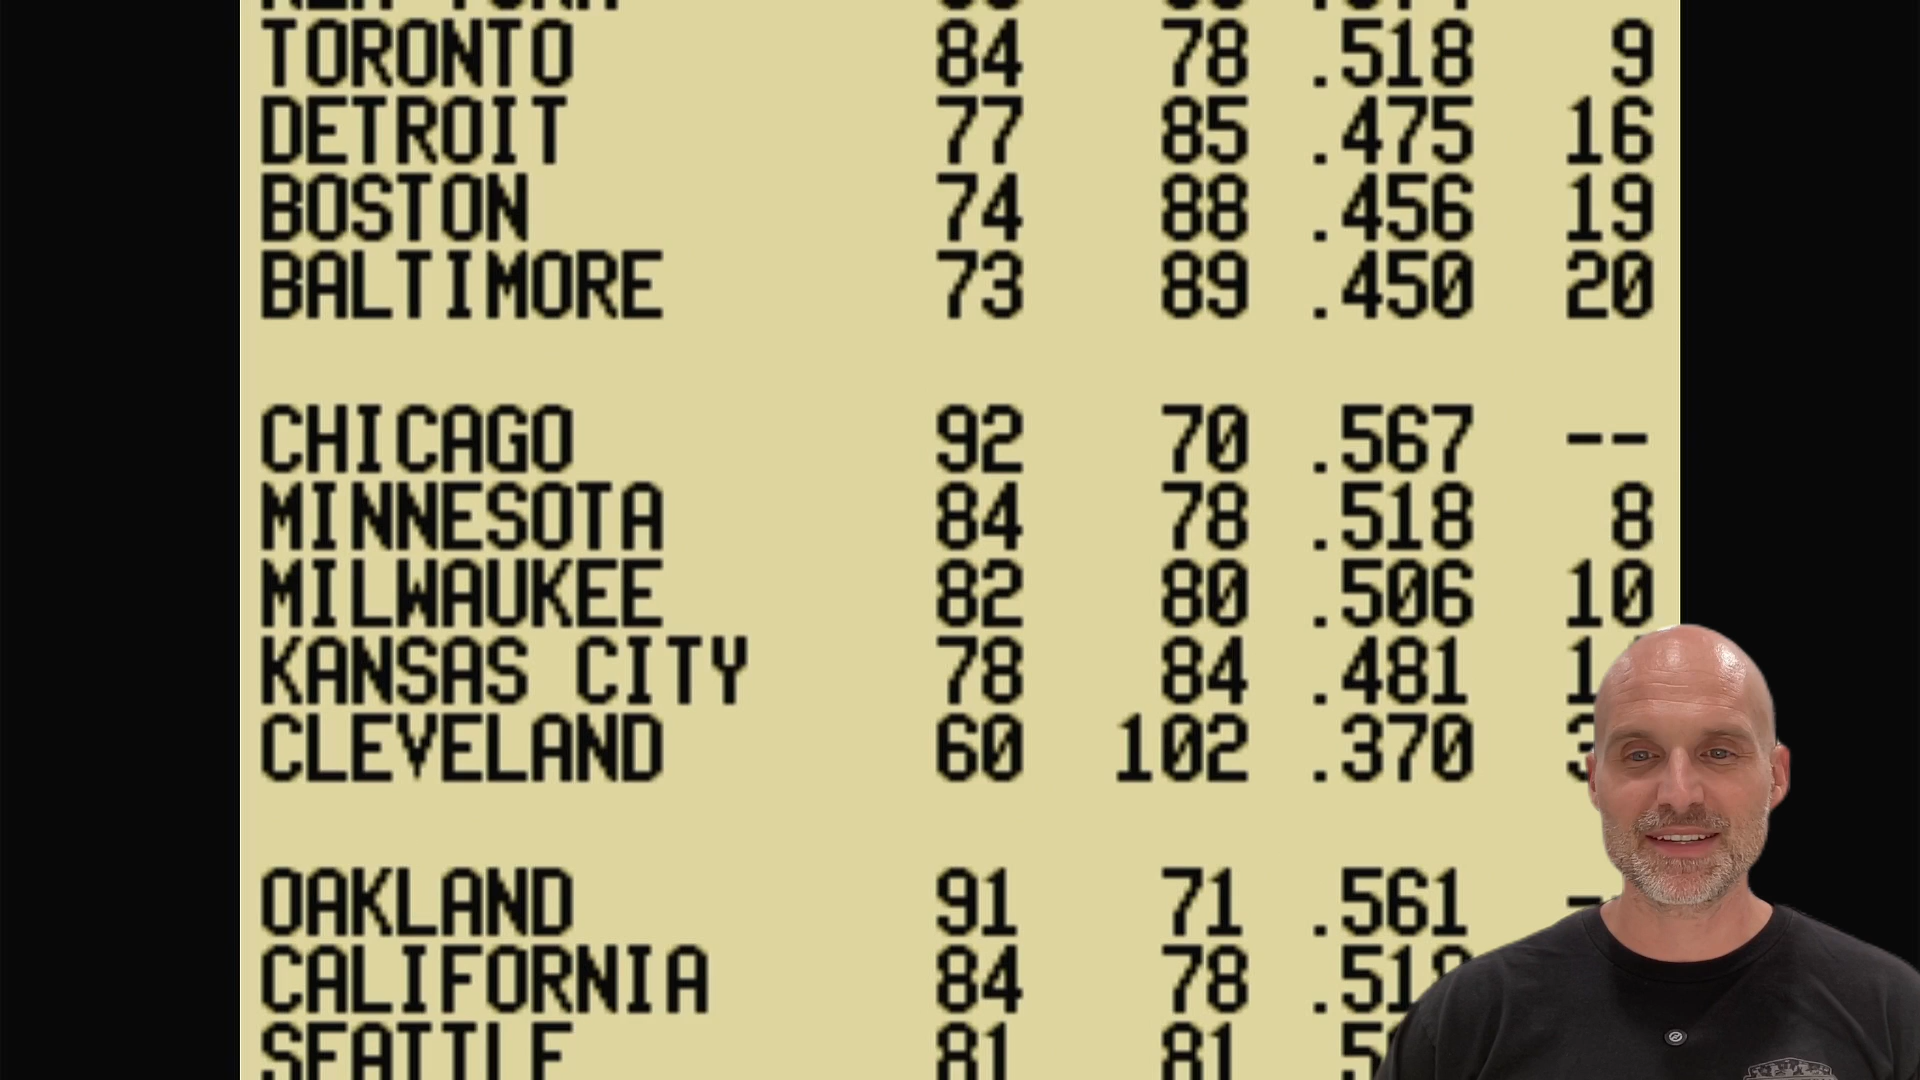 TORONTO 84 78 .518 9
DETROIT 77 85 .475 16
BOSTON 74 88 .456 19
BALTIMORE 73 89 .450 20
CHICAGO 92 70 .567 --
MINNESOTA 84 78 .518 8
MILWAUKEE 82 80 .506 10
KANSAS CITY 78 84 .481
CLEVELAND 60 102 .370
OAKLAND 91 71 .561
CALIFORNIA 84 78
SEATTLE 81 81